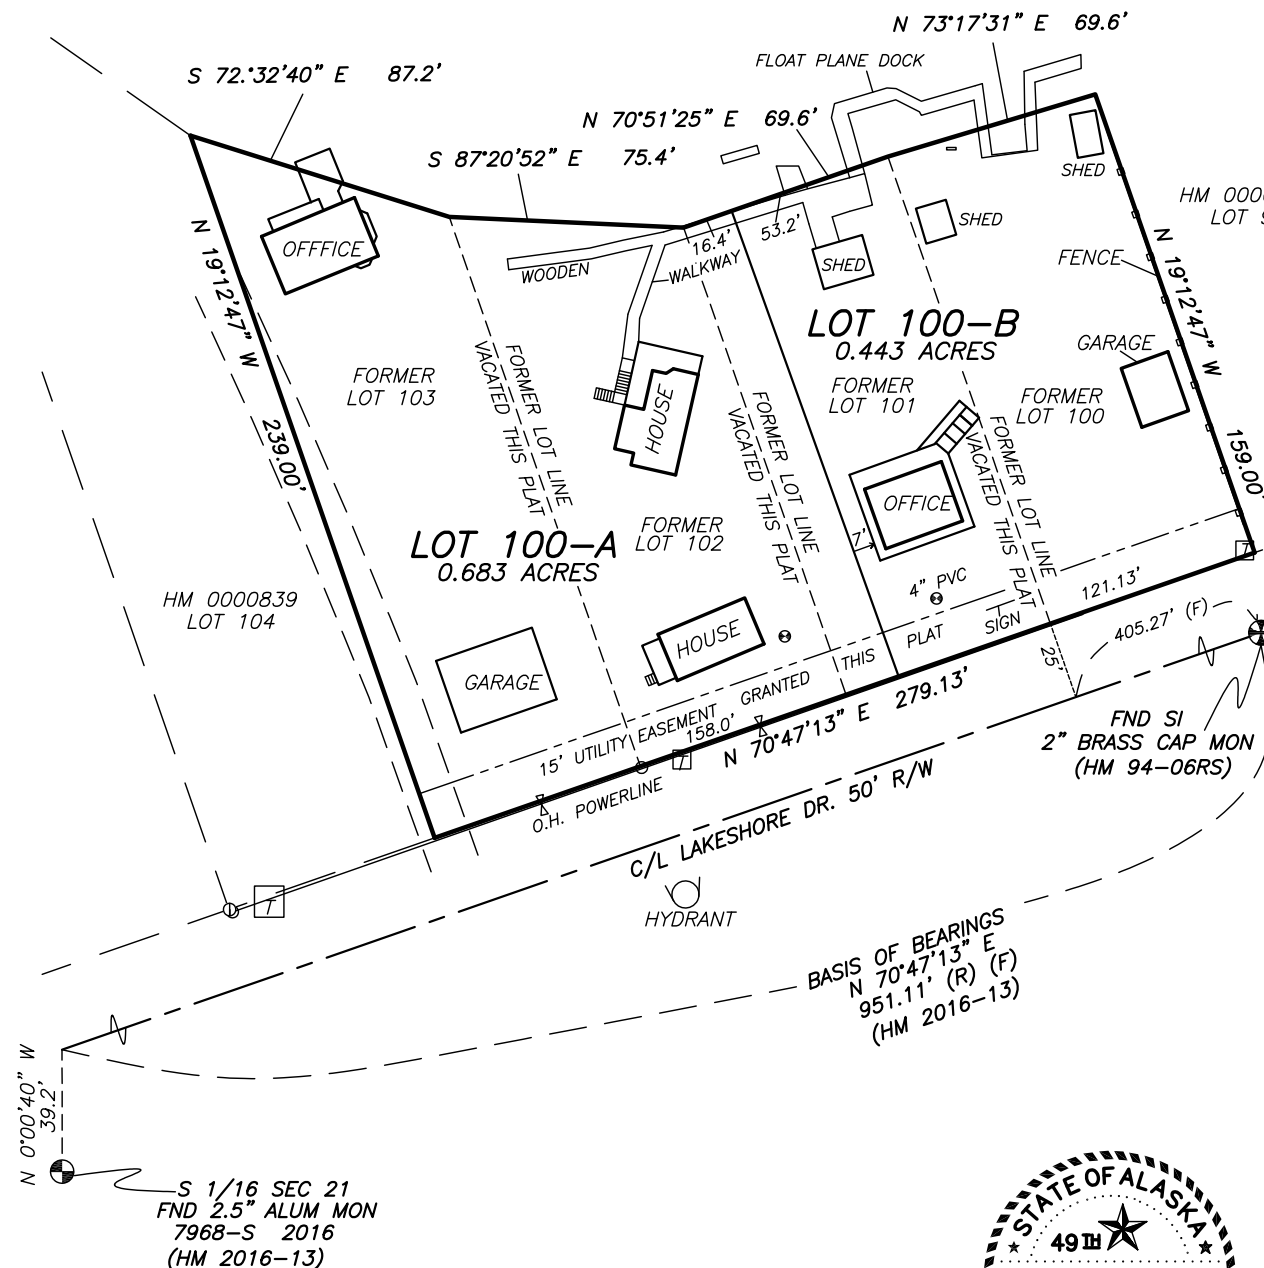 N 73°17'31" E 69.6'
FLOAT PLANE DOCK
S 72.°32'40" E 87.2'
N 70°51'25" E 69.6'
S 87°20'52" E 75.4'
SHED
HM 000
LOT
N 19°12'47" W
239.00'
OFFFICE
WOODEN
WALKWAY
16.4'
53.2'
SHED
SHED
FENCE
N 19°12'47" W
159.00'
LOT 100-B
0.443 ACRES
GARAGE
FORMER
LOT 103
FORMER LOT LINE
VACATED THIS PLAT
HOUSE
FORMER
LOT 101
FORMER
LOT 100
FORMER LOT LINE
VACATED THIS PLAT
FORMER LOT LINE
VACATED THIS PLAT
OFFICE
7'
LOT 100-A
0.683 ACRES
FORMER
LOT 102
HM 0000839
LOT 104
4" PVC
T
121.13'
405.27' (F)
HOUSE
GARAGE
SIGN
25'
15' UTILITY EASEMENT GRANTED THIS PLAT
158.0'
T
N 70°47'13" E 279.13'
O.H. POWERLINE
FND SI
2" BRASS CAP MON
(HM 94-06RS)
C/L LAKESHORE DR. 50' R/W
T
HYDRANT
BASIS OF BEARINGS
N 70°47'13" E
951.11' (R) (F)
(HM 2016-13)
N 0°00'40" W
39.2'
S 1/16 SEC 21
FND 2.5" ALUM MON
7968-S 2016
(HM 2016-13)
STATE OF ALASKA
49TH